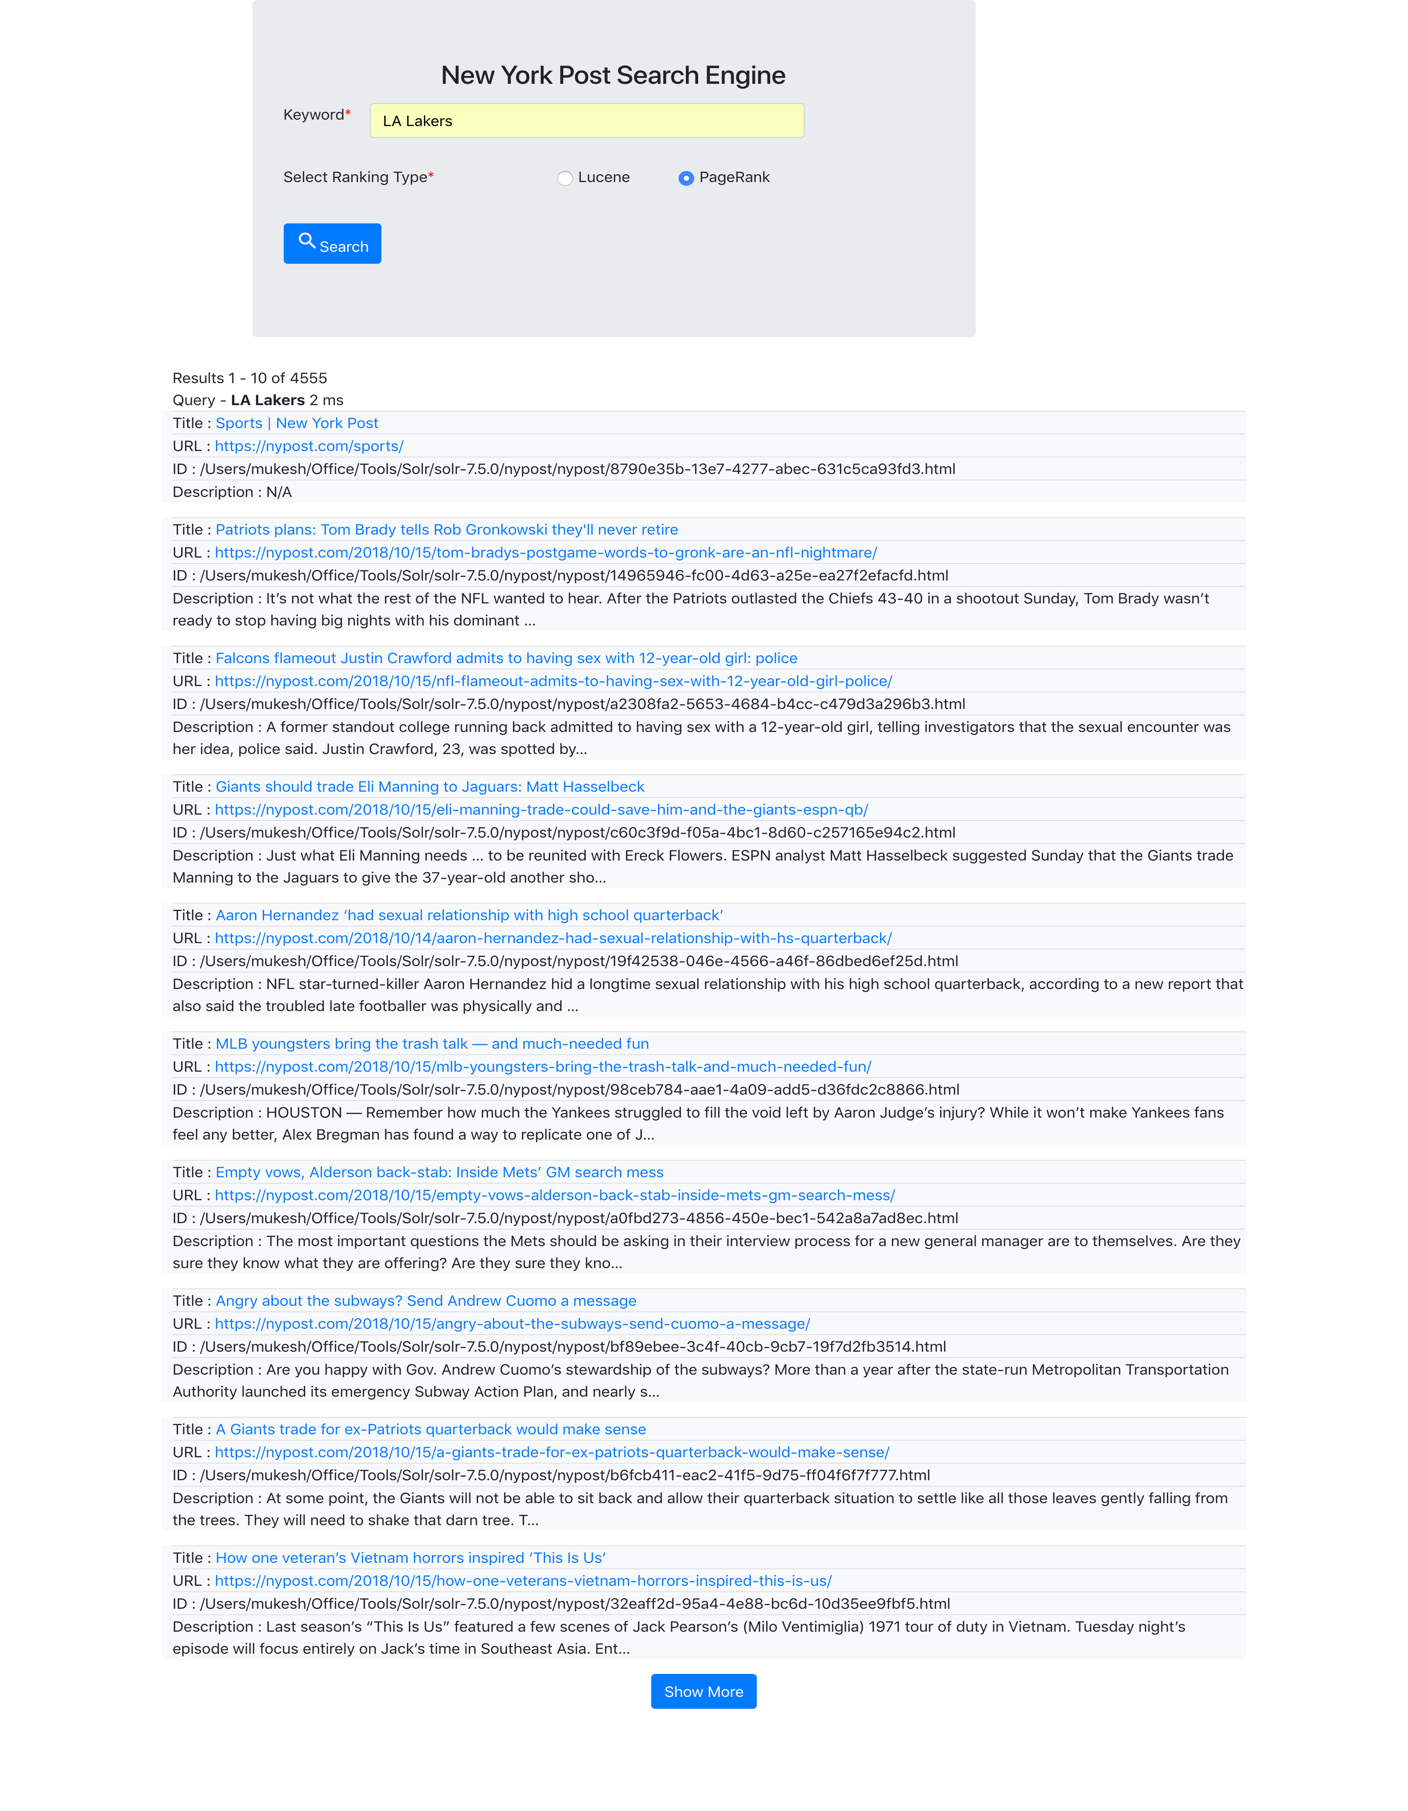 New York Post Search Engine
Keyword*
LA Lakers
Select Ranking Type*
Lucene
PageRank
Search
Results 1 - 10 of 4555
Query - LA Lakers 2 ms
Title : Sports | New York Post
URL : https://nypost.com/sports/
ID : /Users/mukesh/Office/Tools/Solr/solr-7.5.0/nypost/nypost/8790e35b-13e7-4277-abec-631c5ca93fd3.html
Description : N/A
Title : Patriots plans: Tom Brady tells Rob Gronkowski they'll never retire
URL : https://nypost.com/2018/10/15/tom-bradys-postgame-words-to-gronk-are-an-nfl-nightmare/
ID : /Users/mukesh/Office/Tools/Solr/solr-7.5.0/nypost/nypost/14965946-fc00-4d63-a25e-ea27f2efacfd.html
Description : It’s not what the rest of the NFL wanted to hear. After the Patriots outlasted the Chiefs 43-40 in a shootout Sunday, Tom Brady wasn’t
ready to stop having big nights with his dominant ...
Title : Falcons flameout Justin Crawford admits to having sex with 12-year-old girl: police
URL : https://nypost.com/2018/10/15/nfl-flameout-admits-to-having-sex-with-12-year-old-girl-police/
ID : /Users/mukesh/Office/Tools/Solr/solr-7.5.0/nypost/nypost/a2308fa2-5653-4684-b4cc-c479d3a296b3.html
Description : A former standout college running back admitted to having sex with a 12-year-old girl, telling investigators that the sexual encounter was
her idea, police said. Justin Crawford, 23, was spotted by...
Title : Giants should trade Eli Manning to Jaguars: Matt Hasselbeck
URL : https://nypost.com/2018/10/15/eli-manning-trade-could-save-him-and-the-giants-espn-qb/
ID : /Users/mukesh/Office/Tools/Solr/solr-7.5.0/nypost/nypost/c60c3f9d-f05a-4bc1-8d60-c257165e94c2.html
Description : Just what Eli Manning needs ... to be reunited with Ereck Flowers. ESPN analyst Matt Hasselbeck suggested Sunday that the Giants trade
Manning to the Jaguars to give the 37-year-old another sho...
Title : Aaron Hernandez ‘had sexual relationship with high school quarterback’
URL : https://nypost.com/2018/10/14/aaron-hernandez-had-sexual-relationship-with-hs-quarterback/
ID : /Users/mukesh/Office/Tools/Solr/solr-7.5.0/nypost/nypost/19f42538-046e-4566-a46f-86dbed6ef25d.html
Description : NFL star-turned-killer Aaron Hernandez hid a longtime sexual relationship with his high school quarterback, according to a new report that
also said the troubled late footballer was physically and ...
Title : MLB youngsters bring the trash talk — and much-needed fun
URL : https://nypost.com/2018/10/15/mlb-youngsters-bring-the-trash-talk-and-much-needed-fun/
ID : /Users/mukesh/Office/Tools/Solr/solr-7.5.0/nypost/nypost/98ceb784-aae1-4a09-add5-d36fdc2c8866.html
Description : HOUSTON — Remember how much the Yankees struggled to fill the void left by Aaron Judge’s injury? While it won’t make Yankees fans
feel any better, Alex Bregman has found a way to replicate one of J...
Title : Empty vows, Alderson back-stab: Inside Mets’ GM search mess
URL : https://nypost.com/2018/10/15/empty-vows-alderson-back-stab-inside-mets-gm-search-mess/
ID : /Users/mukesh/Office/Tools/Solr/solr-7.5.0/nypost/nypost/a0fbd273-4856-450e-bec1-542a8a7ad8ec.html
Description : The most important questions the Mets should be asking in their interview process for a new general manager are to themselves. Are they
sure they know what they are offering? Are they sure they kno...
Title : Angry about the subways? Send Andrew Cuomo a message
URL : https://nypost.com/2018/10/15/angry-about-the-subways-send-cuomo-a-message/
ID : /Users/mukesh/Office/Tools/Solr/solr-7.5.0/nypost/nypost/bf89ebee-3c4f-40cb-9cb7-19f7d2fb3514.html
Description : Are you happy with Gov. Andrew Cuomo’s stewardship of the subways? More than a year after the state-run Metropolitan Transportation
Authority launched its emergency Subway Action Plan, and nearly s...
Title : A Giants trade for ex-Patriots quarterback would make sense
URL : https://nypost.com/2018/10/15/a-giants-trade-for-ex-patriots-quarterback-would-make-sense/
ID : /Users/mukesh/Office/Tools/Solr/solr-7.5.0/nypost/nypost/b6fcb411-eac2-41f5-9d75-ff04f6f7f777.html
Description : At some point, the Giants will not be able to sit back and allow their quarterback situation to settle like all those leaves gently falling from
the trees. They will need to shake that darn tree. T...
Title : How one veteran’s Vietnam horrors inspired ‘This Is Us’
URL : https://nypost.com/2018/10/15/how-one-veterans-vietnam-horrors-inspired-this-is-us/
ID : /Users/mukesh/Office/Tools/Solr/solr-7.5.0/nypost/nypost/32eaff2d-95a4-4e88-bc6d-10d35ee9fbf5.html
Description : Last season’s “This Is Us” featured a few scenes of Jack Pearson’s (Milo Ventimiglia) 1971 tour of duty in Vietnam. Tuesday night’s
episode will focus entirely on Jack’s time in Southeast Asia. Ent...
Show More